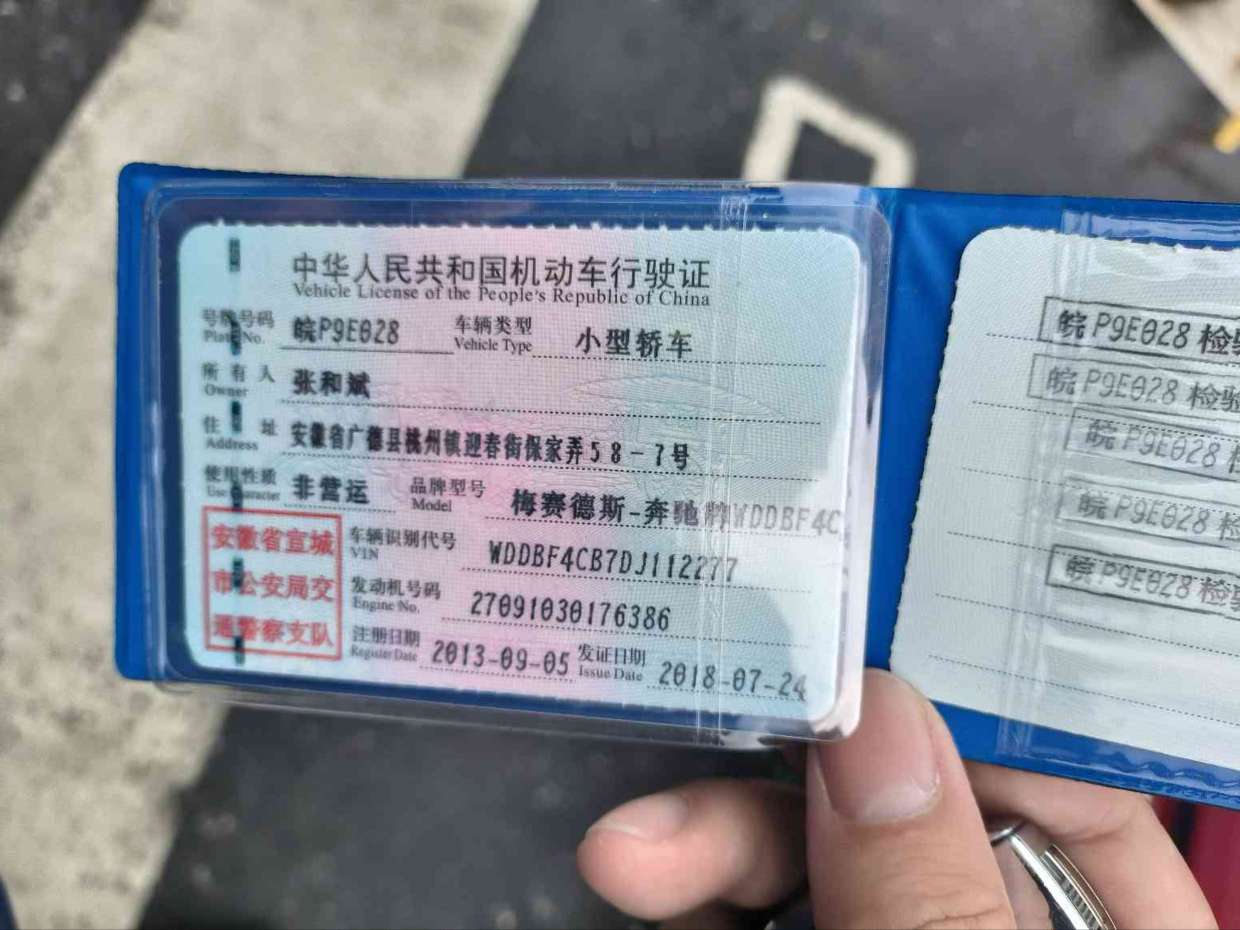 中华人民共和国机动车行驶证
Vehicle License of the People's Republic of China
号牌号码 皖P9E028 车辆类型 小型轿车
Plate No. Vehicle Type
所有人 张和斌
Owner
住址 安徽省广德县桃州镇迎春街保家弄58-7号
Address
使用性质 非营运 品牌型号 梅赛德斯-奔驰牌WDDBF4C
Use Character Model
安徽省宣城
市公安局交
通警察支队
车辆识别代号 WDDBF4CB7DJ112277
VIN
发动机号码 27091030176386
Engine No.
注册日期 2013-09-05 发证日期 2018-07-24
Register Date Issue Date
皖P9E028检验
皖P9E028检验
皖P9E028
皖P9E028检
皖P9E028检验